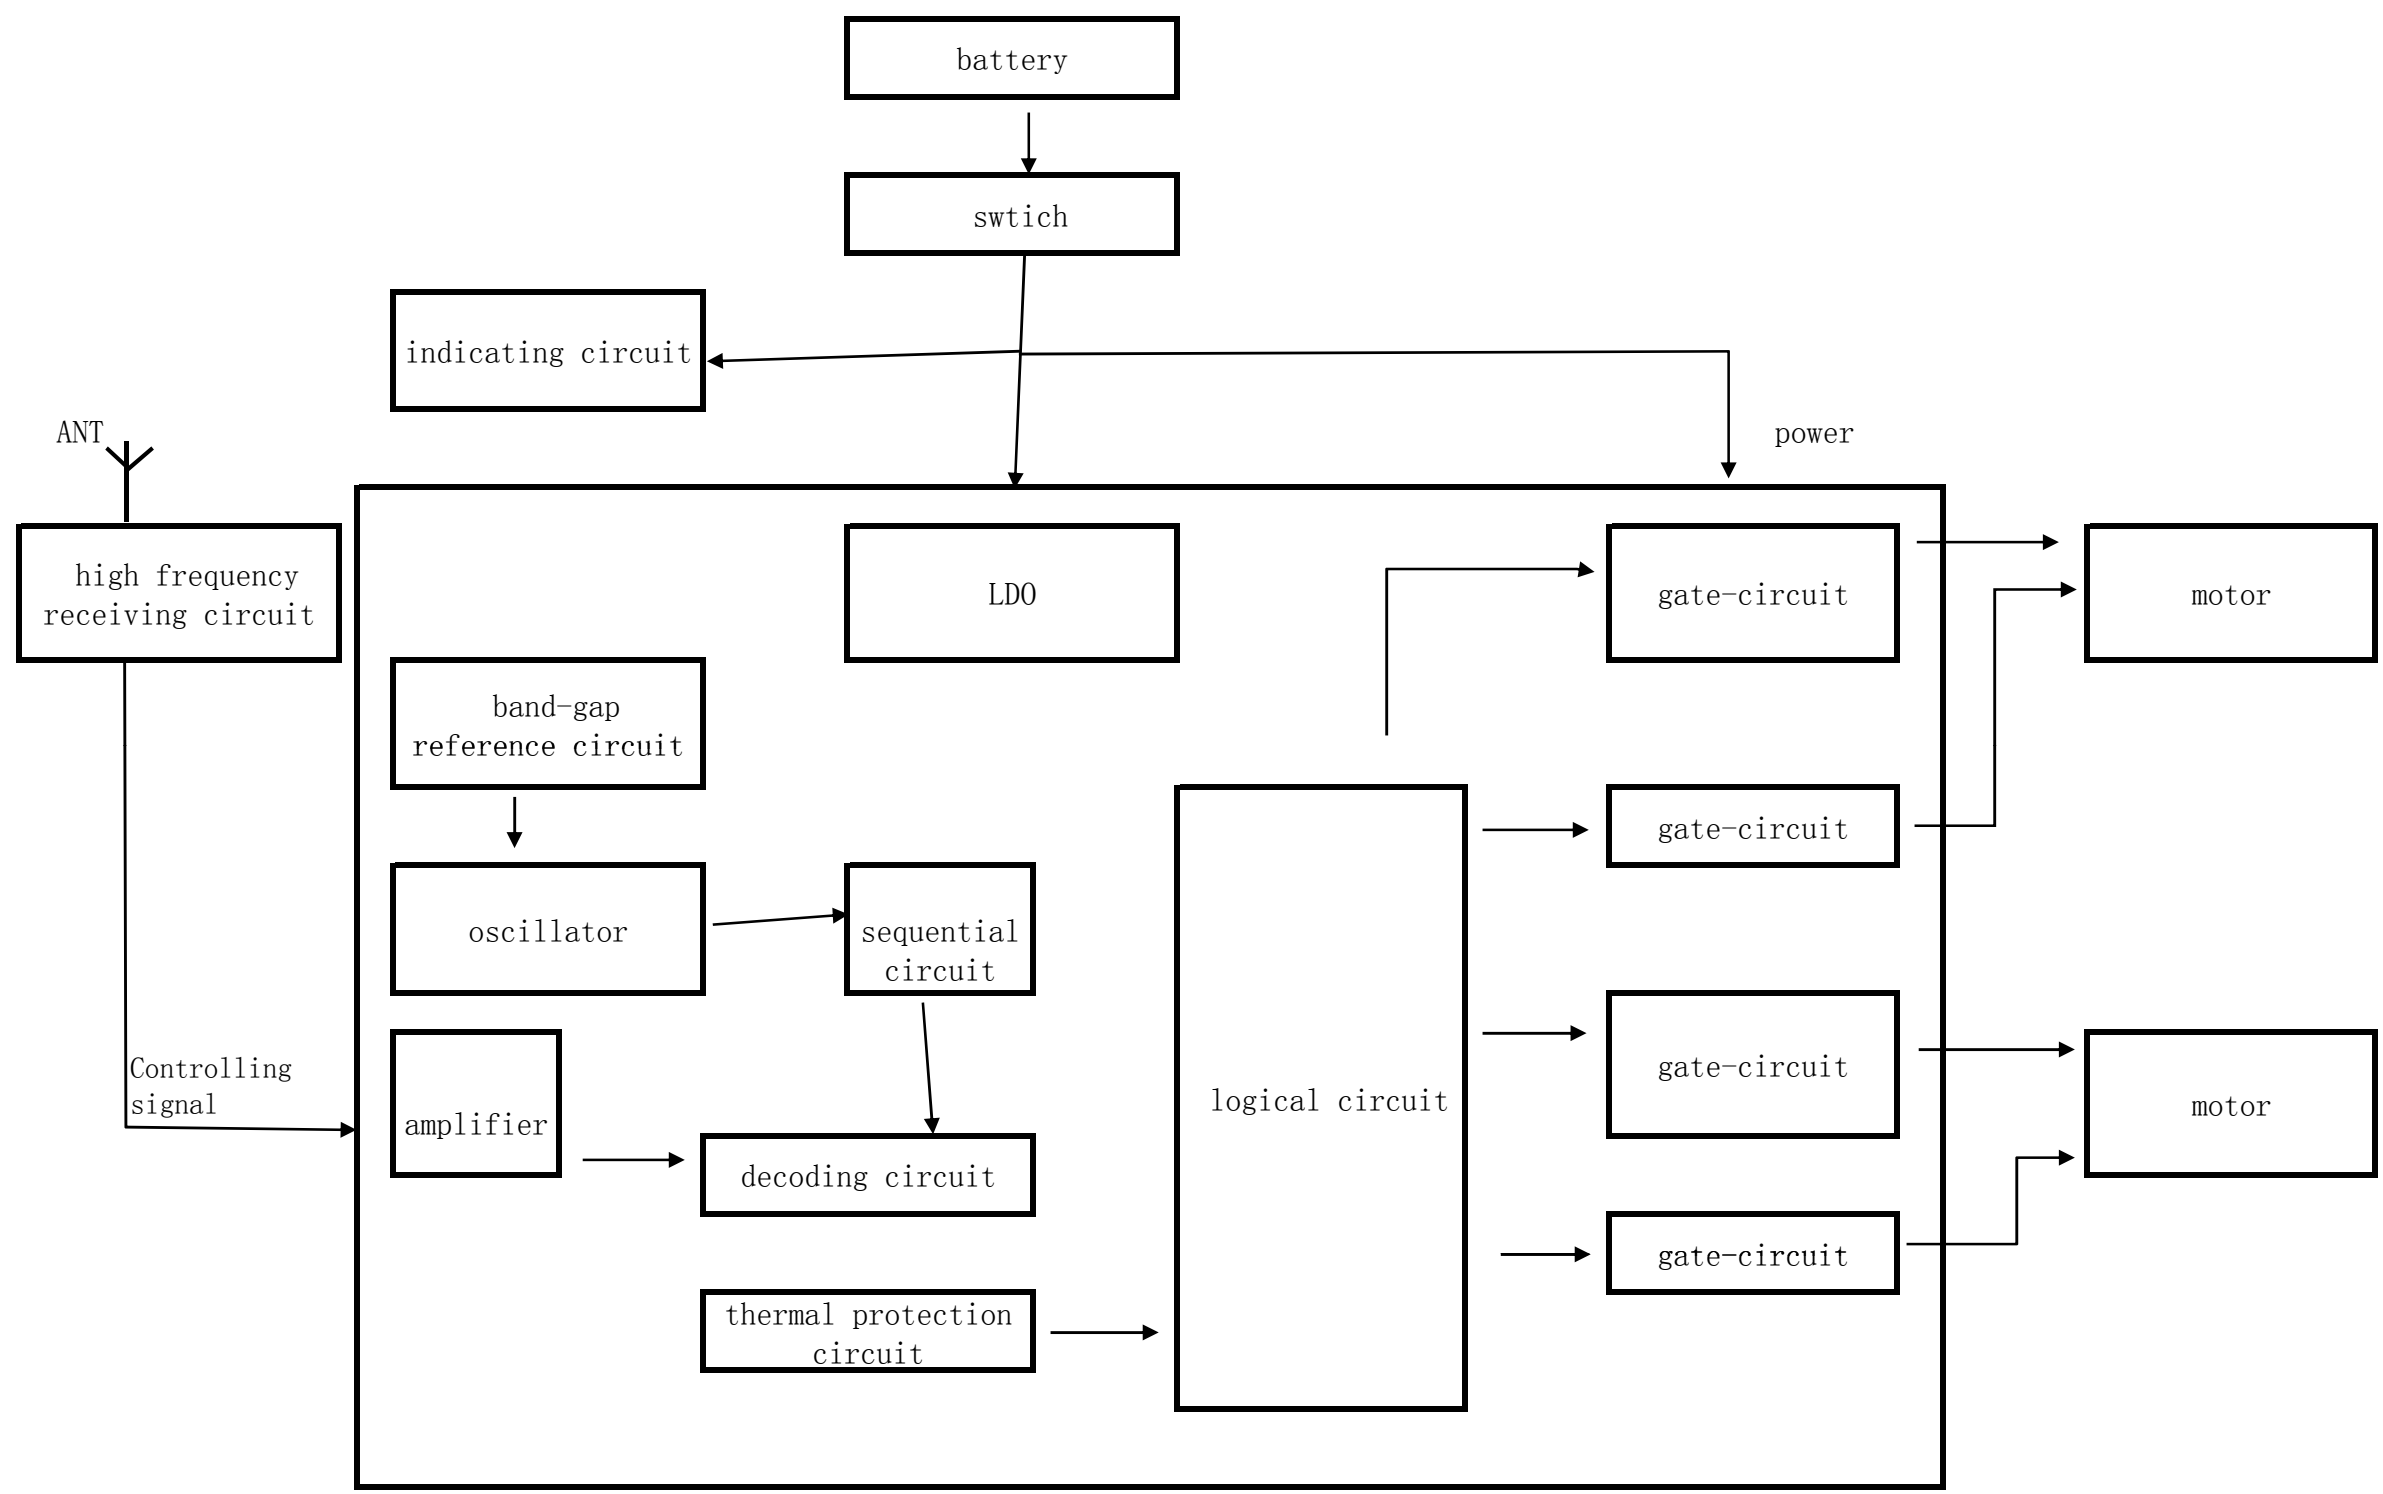 battery
swtich
indicating circuit
ANT
power
high frequency
receiving circuit
LDO
gate-circuit
motor
band-gap
reference circuit
gate-circuit
oscillator
sequential
circuit
Controlling
signal
amplifier
decoding circuit
logical circuit
gate-circuit
motor
gate-circuit
thermal protection
circuit